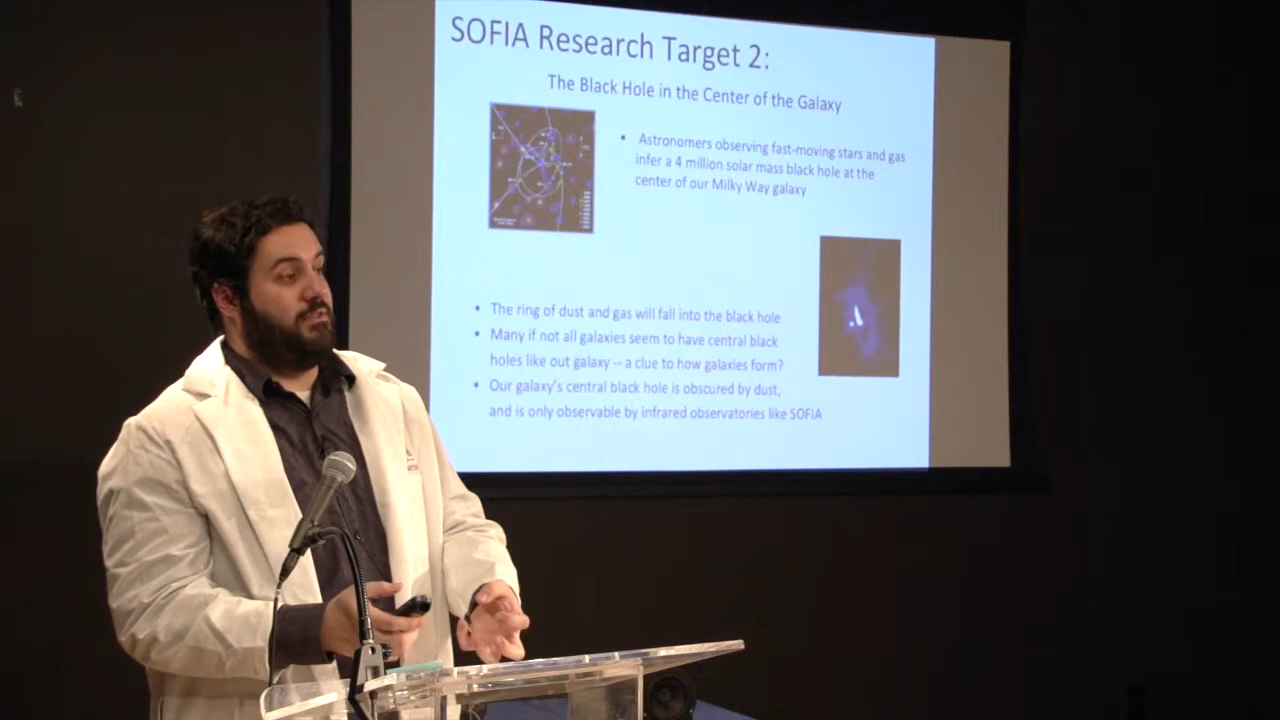 SOFIA Research Target 2:
The Black Hole in the Center of the Galaxy
• Astronomers observing fast-moving stars and gas
infer a 4 million solar mass black hole at the
center of our Milky Way galaxy
• The ring of dust and gas will fall into the black hole
• Many if not all galaxies seem to have central black
holes like out galaxy -- a clue to how galaxies form?
• Our galaxy's central black hole is obscured by dust,
and is only observable by infrared observatories like SOFIA